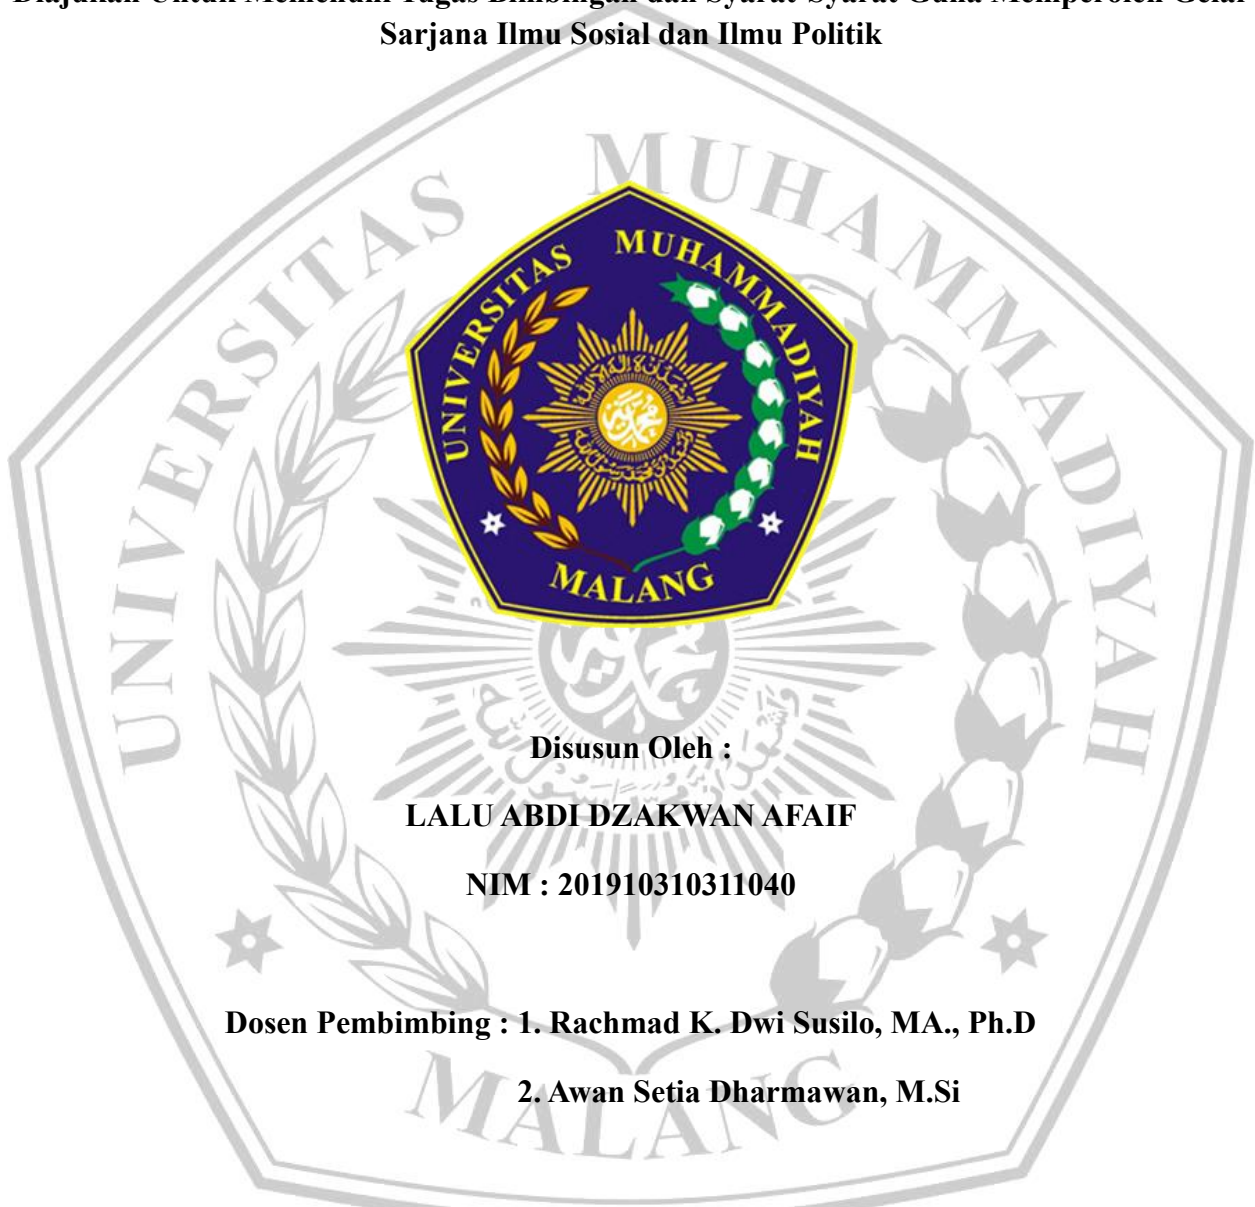 Diajukan Untuk Memenuhi Tugas Bimbingan dan Syarat-Syarat Guna Memperoleh Gelar
Sarjana Ilmu Sosial dan Ilmu Politik
UNIVERSITAS MUHAMMADIYAH
MALANG
UNIVERSITAS MUHAMMADIYAH
MALANG
Disusun Oleh :
LALU ABDI DZAKWAN AFAIF
NIM : 201910310311040
Dosen Pembimbing : 1. Rachmad K. Dwi Susilo, MA., Ph.D
2. Awan Setia Dharmawan, M.Si